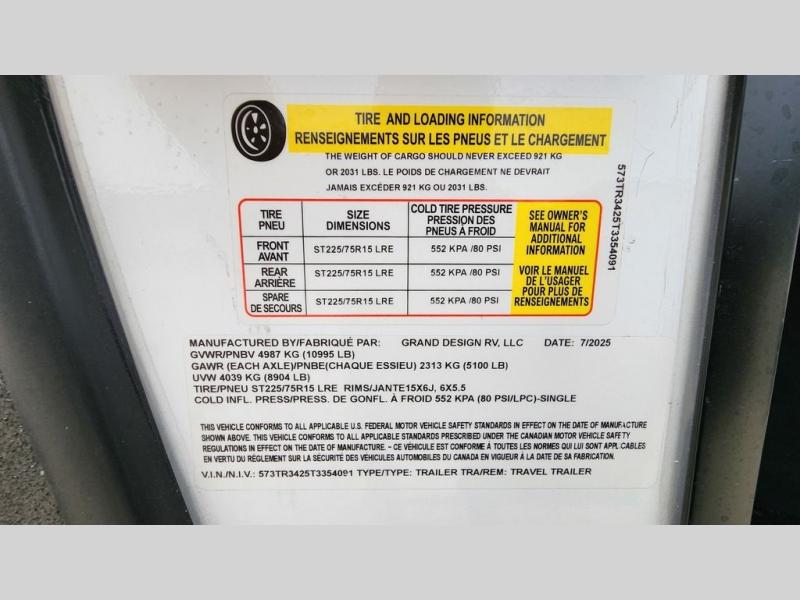 TIRE AND LOADING INFORMATION
RENSEIGNEMENTS SUR LES PNEUS ET LE CHARGEMENT
THE WEIGHT OF CARGO SHOULD NEVER EXCEED 921 KG
OR 2031 LBS. LE POIDS DE CHARGEMENT NE DEVRAIT
JAMAIS EXCÉDER 921 KG OU 2031 LBS.
TIRE PNEU SIZE DIMENSIONS COLD TIRE PRESSURE PRESSION DES PNEUS À FROID
FRONT AVANT ST225/75R15 LRE 552 KPA /80 PSI
REAR ARRIÈRE ST225/75R15 LRE 552 KPA /80 PSI
SPARE DE SECOURS ST225/75R15 LRE 552 KPA /80 PSI
SEE OWNER'S
MANUAL FOR
ADDITIONAL
INFORMATION
VOIR LE MANUEL
DE L'USAGER
POUR PLUS DE
RENSEIGNEMENTS
573TR3425T3354091
MANUFACTURED BY/FABRIQUÉ PAR: GRAND DESIGN RV, LLC DATE: 7/2025
GVWR/PNBV 4987 KG (10995 LB)
GAWR (EACH AXLE)/PNBE(CHAQUE ESSIEU) 2313 KG (5100 LB)
UVW 4039 KG (8904 LB)
TIRE/PNEU ST225/75R15 LRE RIMS/JANTE15X6J, 6X5.5
COLD INFL. PRESS/PRESS. DE GONFL. À FROID 552 KPA (80 PSI/LPC)-SINGLE
THIS VEHICLE CONFORMS TO ALL APPLICABLE U.S. FEDERAL MOTOR VEHICLE SAFETY STANDARDS IN EFFECT ON THE DATE OF MANUFACTURE
SHOWN ABOVE. THIS VEHICLE CONFORMS TO ALL APPLICABLE STANDARDS PRESCRIBED UNDER THE CANADIAN MOTOR VEHICLE SAFETY
REGULATIONS IN EFFECT ON THE DATE OF MANUFACTURE. - CE VÉHICULE EST CONFORME À TOUTES LES NORMES QUI LUI SONT APPLICABLES
EN VERTU DU RÈGLEMENT SUR LA SÉCURITÉ DES VÉHICULES AUTOMOBILES DU CANADA EN VIGUEUR À LA DATE DE SA FABRICATION.
V.I.N./N.I.V.: 573TR3425T3354091 TYPE/TYPE: TRAILER TRA/REM: TRAVEL TRAILER